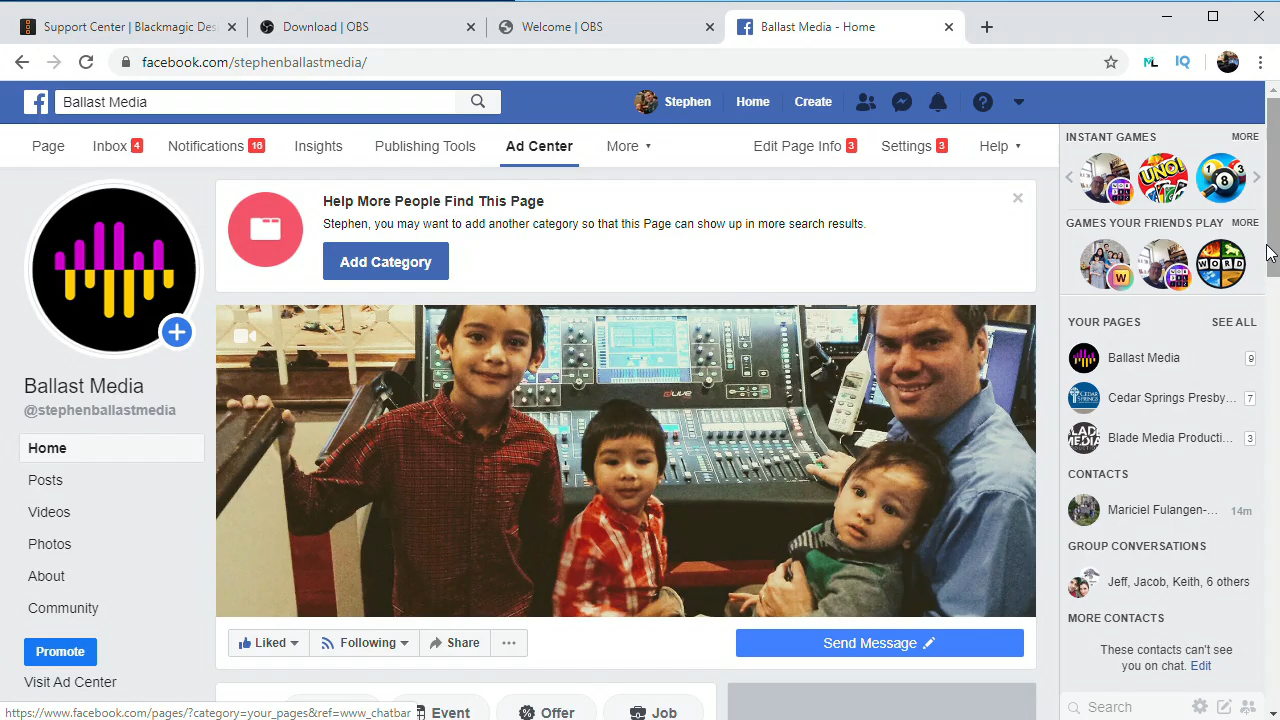 Support Center | Blackmagic Des
Download | OBS
Welcome | OBS
Ballast Media - Home
facebook.com/stephenballastmedia/
Ballast Media
Stephen
Home
Create
Page
Inbox 4
Notifications 16
Insights
Publishing Tools
Ad Center
More
Edit Page Info 3
Settings 3
Help
Help More People Find This Page
Stephen, you may want to add another category so that this Page can show up in more search results.
Add Category
Ballast Media
@stephenballastmedia
Home
Posts
Videos
Photos
About
Community
Promote
Visit Ad Center
Liked
Following
Share
Send Message
Event
Offer
Job
INSTANT GAMES
MORE
UNO!
1 8 3
GAMES YOUR FRIENDS PLAY
MORE
W
WORD
YOUR PAGES
SEE ALL
Ballast Media 9
Cedar Springs Presby... 7
Blade Media Producti... 3
CONTACTS
Mariciel Fulangen-... 14m
GROUP CONVERSATIONS
Jeff, Jacob, Keith, 6 others
MORE CONTACTS
These contacts can't see
you on chat. Edit
Search
https://www.facebook.com/pages/?category=your_pages&ref=www_chatbar